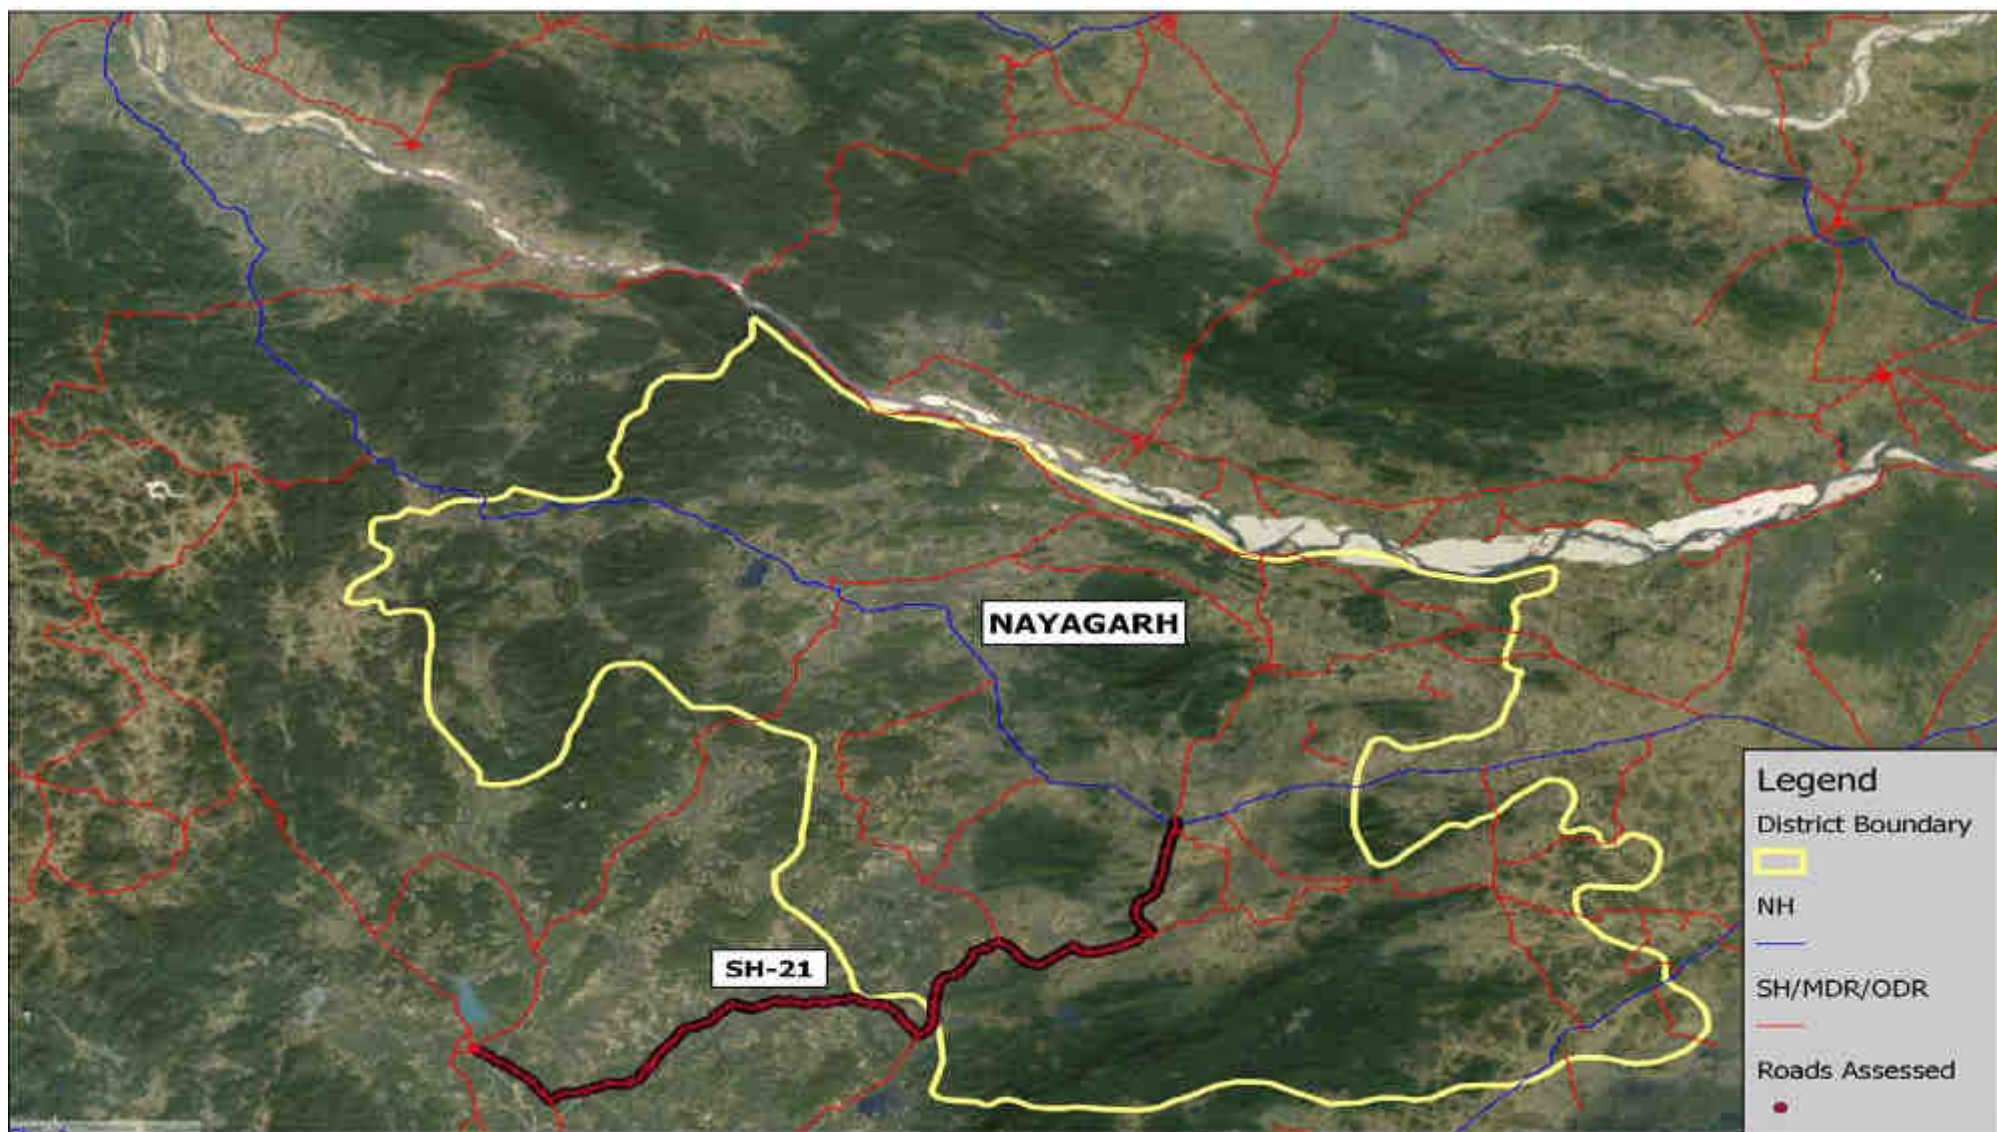 NAYAGARH
SH-21
Legend
District Boundary
NH
SH/MDR/ODR
Roads Assessed